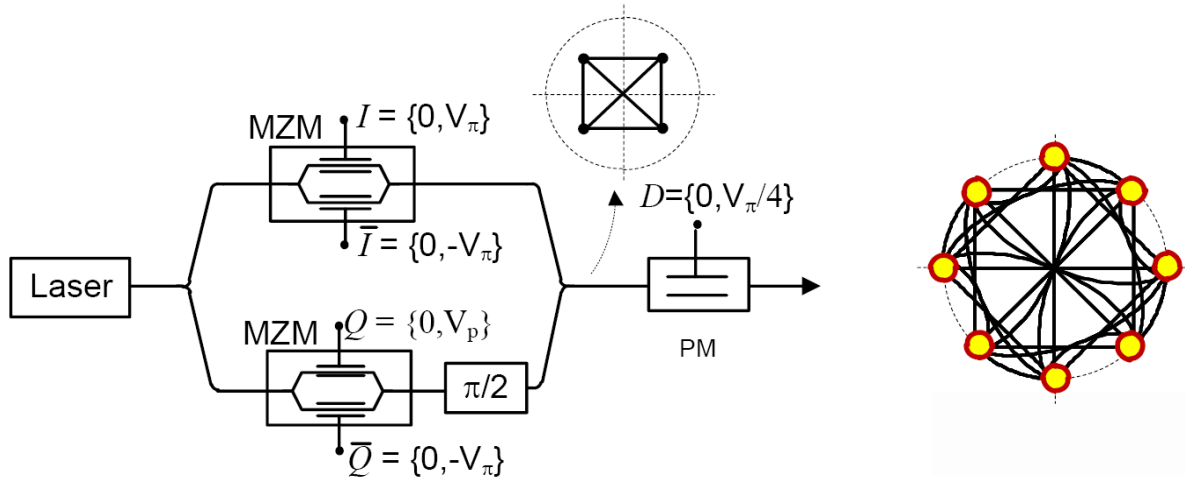 I = {0,Vπ}
MZM
D={0,Vπ/4}
Ī = {0,-Vπ}
Laser
Q = {0,Vp}
MZM
PM
π/2
Q̄ = {0,-Vπ}